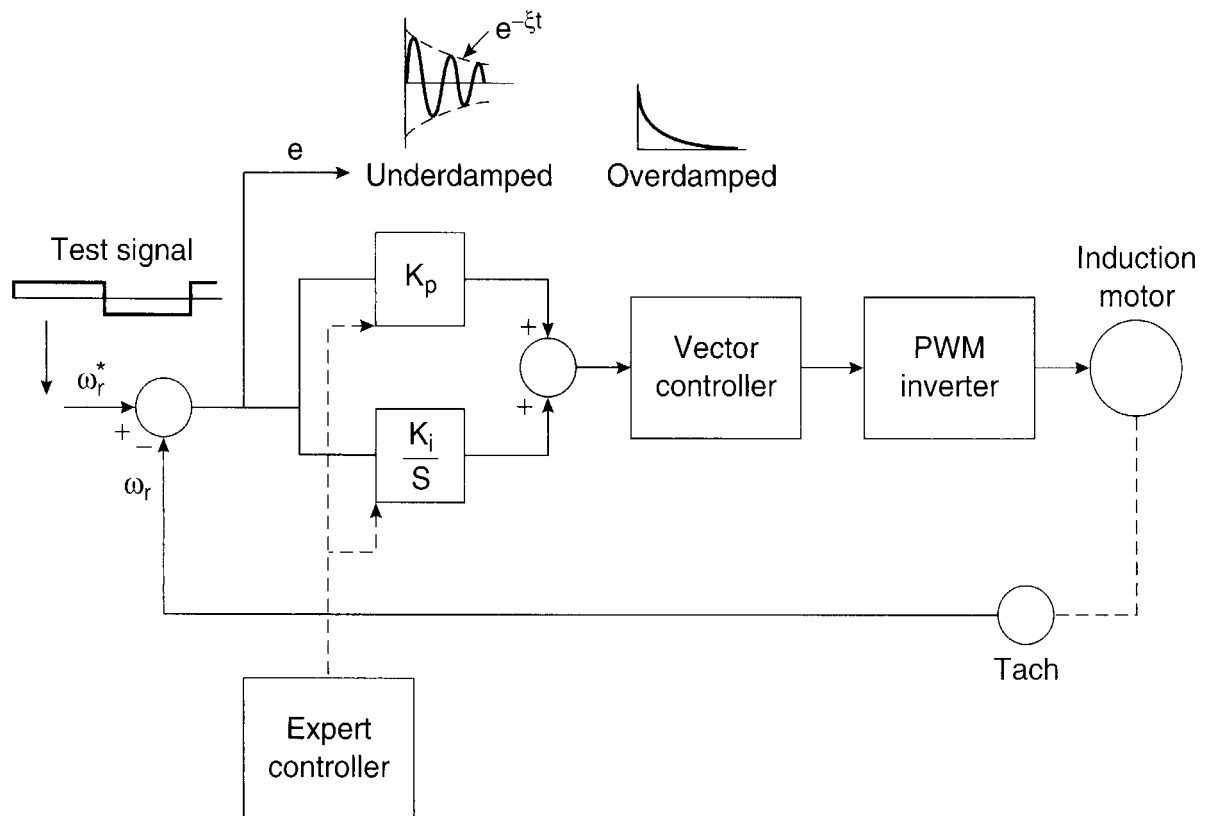 e^{−ξt}
e
Underdamped
Overdamped
Test signal
K_p
Induction
motor
ω_r^*
+
−
+
+
Vector
controller
PWM
inverter
K_i
S
ω_r
Tach
Expert
controller